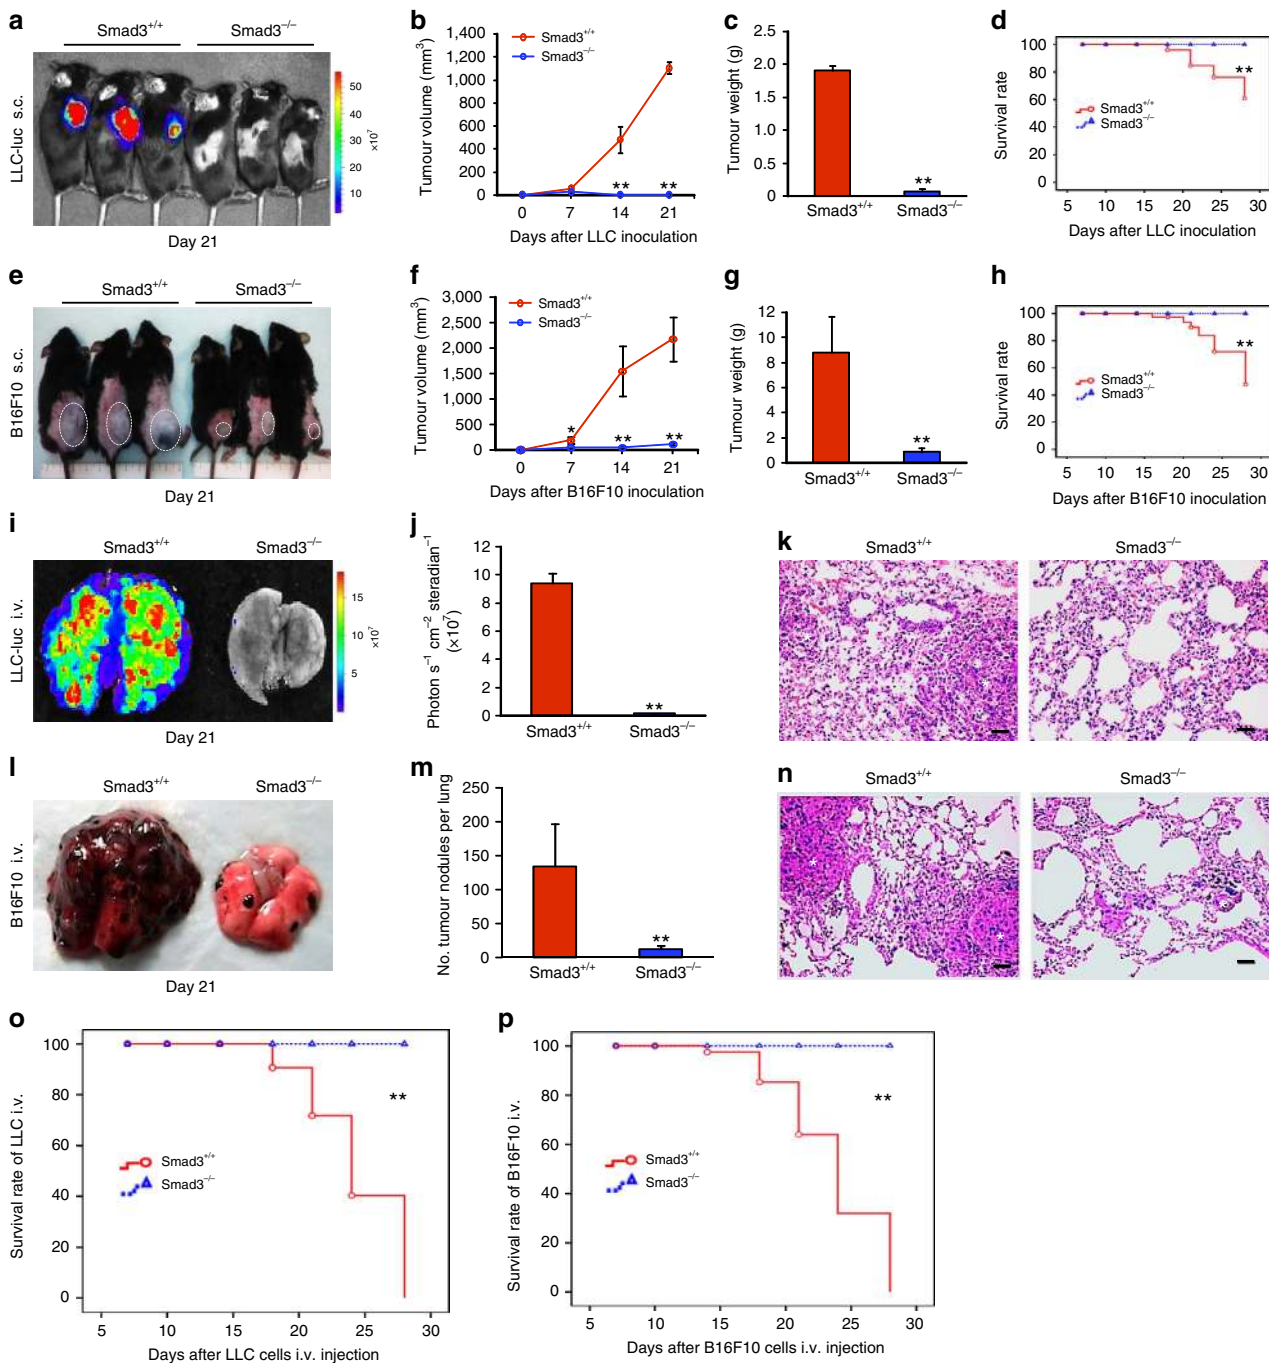 a
Smad3+/+
Smad3−/−
LLC-luc s.c.
50
40
30
20
10
×10⁷
Day 21
b
Tumour volume (mm³)
1,400
1,200
1,000
800
600
400
200
0
Smad3+/+
Smad3−/−
**
**
0
7
14
21
Days after LLC inoculation
c
Tumour weight (g)
2.5
2.0
1.5
1.0
0.5
0
**
Smad3+/+
Smad3−/−
d
Survival rate
100
80
60
40
20
0
**
Smad3+/+
Smad3−/−
5
10
15
20
25
30
Days after LLC inoculation
e
Smad3+/+
Smad3−/−
B16F10 s.c.
Day 21
f
Tumour volume (mm³)
3,000
2,500
2,000
1,500
1,000
500
0
Smad3+/+
Smad3−/−
*
**
**
0
7
14
21
Days after B16F10 inoculation
g
Tumour weight (g)
12
10
8
6
4
2
0
**
Smad3+/+
Smad3−/−
h
Survival rate
100
80
60
40
20
0
**
Smad3+/+
Smad3−/−
5
10
15
20
25
30
Days after B16F10 inoculation
i
Smad3+/+
Smad3−/−
LLC-luc i.v.
15
10
5
×10⁷
Day 21
j
Photon s⁻¹ cm⁻² steradian⁻¹
(×10⁷)
12
10
8
6
4
2
0
**
Smad3+/+
Smad3−/−
k
Smad3+/+
Smad3−/−
*
l
Smad3+/+
Smad3−/−
B16F10 i.v.
Day 21
m
No. tumour nodules per lung
250
200
150
100
50
0
**
Smad3+/+
Smad3−/−
n
Smad3+/+
Smad3−/−
*
*
*
o
Survival rate of LLC i.v.
100
80
60
40
20
0
**
Smad3+/+
Smad3−/−
5
10
15
20
25
30
Days after LLC cells i.v. injection
p
Survival rate of B16F10 i.v.
100
80
60
40
20
0
**
Smad3+/+
Smad3−/−
5
10
15
20
25
30
Days after B16F10 cells i.v. injection